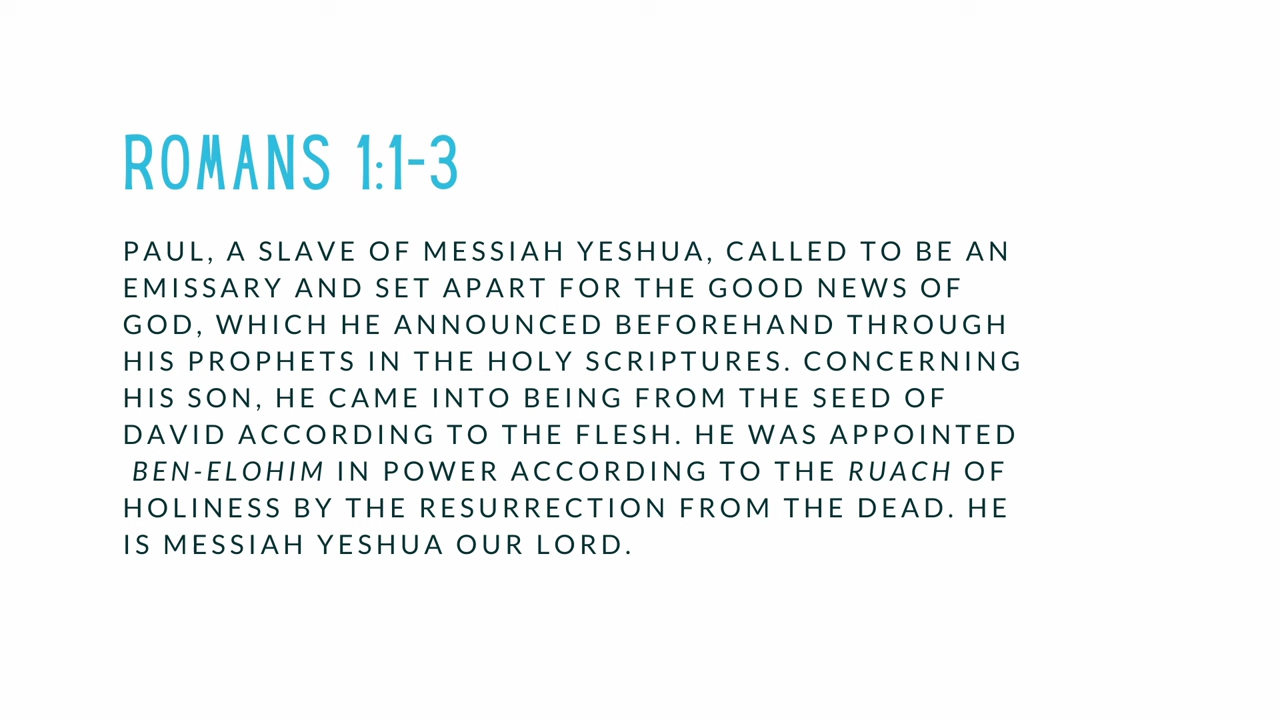 ROMANS 1:1-3
PAUL, A SLAVE OF MESSIAH YESHUA, CALLED TO BE AN
EMISSARY AND SET APART FOR THE GOOD NEWS OF
GOD, WHICH HE ANNOUNCED BEFOREHAND THROUGH
HIS PROPHETS IN THE HOLY SCRIPTURES. CONCERNING
HIS SON, HE CAME INTO BEING FROM THE SEED OF
DAVID ACCORDING TO THE FLESH. HE WAS APPOINTED
BEN-ELOHIM IN POWER ACCORDING TO THE RUACH OF
HOLINESS BY THE RESURRECTION FROM THE DEAD. HE
IS MESSIAH YESHUA OUR LORD.